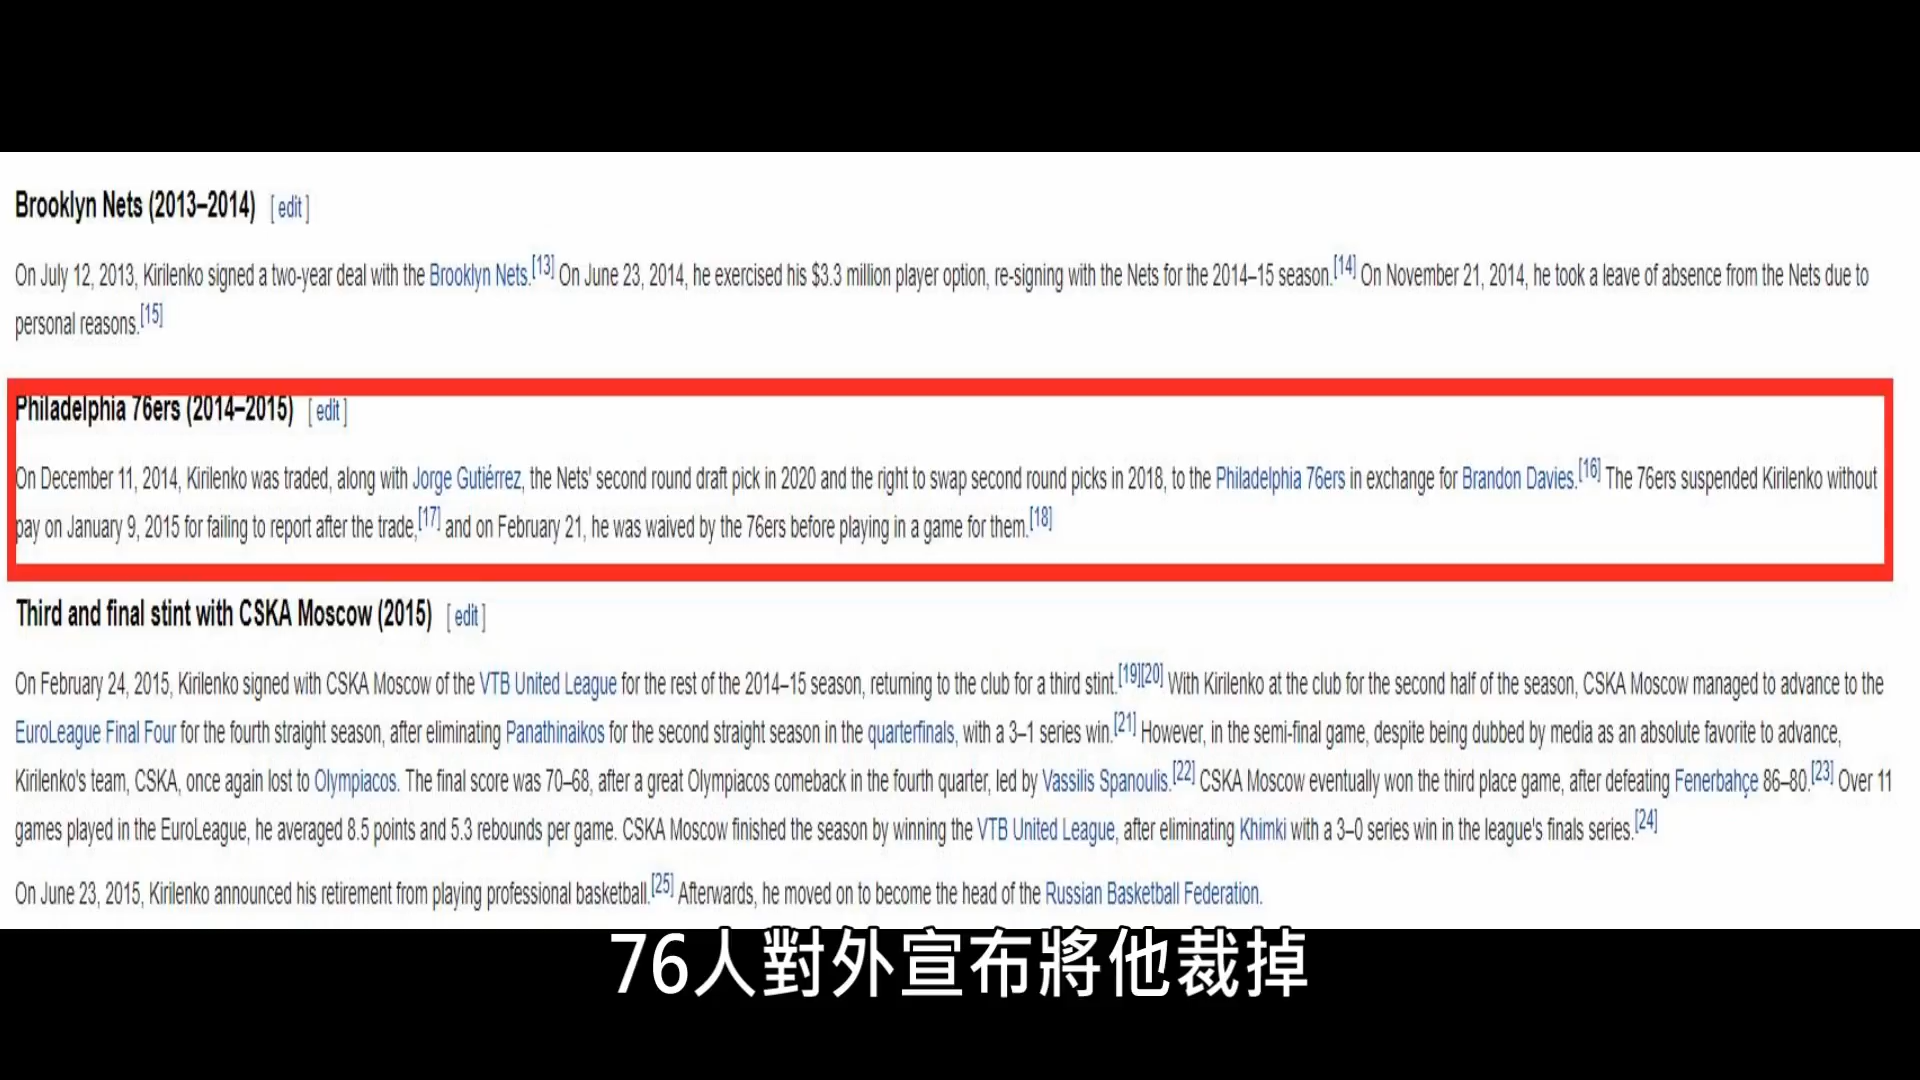 Brooklyn Nets (2013–2014) [ edit ]
On July 12, 2013, Kirilenko signed a two-year deal with the Brooklyn Nets.[13] On June 23, 2014, he exercised his $3.3 million player option, re-signing with the Nets for the 2014–15 season.[14] On November 21, 2014, he took a leave of absence from the Nets due to
personal reasons.[15]
Philadelphia 76ers (2014–2015) [ edit ]
On December 11, 2014, Kirilenko was traded, along with Jorge Gutiérrez, the Nets' second round draft pick in 2020 and the right to swap second round picks in 2018, to the Philadelphia 76ers in exchange for Brandon Davies.[16] The 76ers suspended Kirilenko without
pay on January 9, 2015 for failing to report after the trade,[17] and on February 21, he was waived by the 76ers before playing in a game for them.[18]
Third and final stint with CSKA Moscow (2015) [ edit ]
On February 24, 2015, Kirilenko signed with CSKA Moscow of the VTB United League for the rest of the 2014–15 season, returning to the club for a third stint.[19][20] With Kirilenko at the club for the second half of the season, CSKA Moscow managed to advance to the
EuroLeague Final Four for the fourth straight season, after eliminating Panathinaikos for the second straight season in the quarterfinals, with a 3–1 series win.[21] However, in the semi-final game, despite being dubbed by media as an absolute favorite to advance,
Kirilenko's team, CSKA, once again lost to Olympiacos. The final score was 70–68, after a great Olympiacos comeback in the fourth quarter, led by Vassilis Spanoulis.[22] CSKA Moscow eventually won the third place game, after defeating Fenerbahçe 86–80.[23] Over 11
games played in the EuroLeague, he averaged 8.5 points and 5.3 rebounds per game. CSKA Moscow finished the season by winning the VTB United League, after eliminating Khimki with a 3–0 series win in the league's finals series.[24]
On June 23, 2015, Kirilenko announced his retirement from playing professional basketball.[25] Afterwards, he moved on to become the head of the Russian Basketball Federation.
76人對外宣布將他裁掉